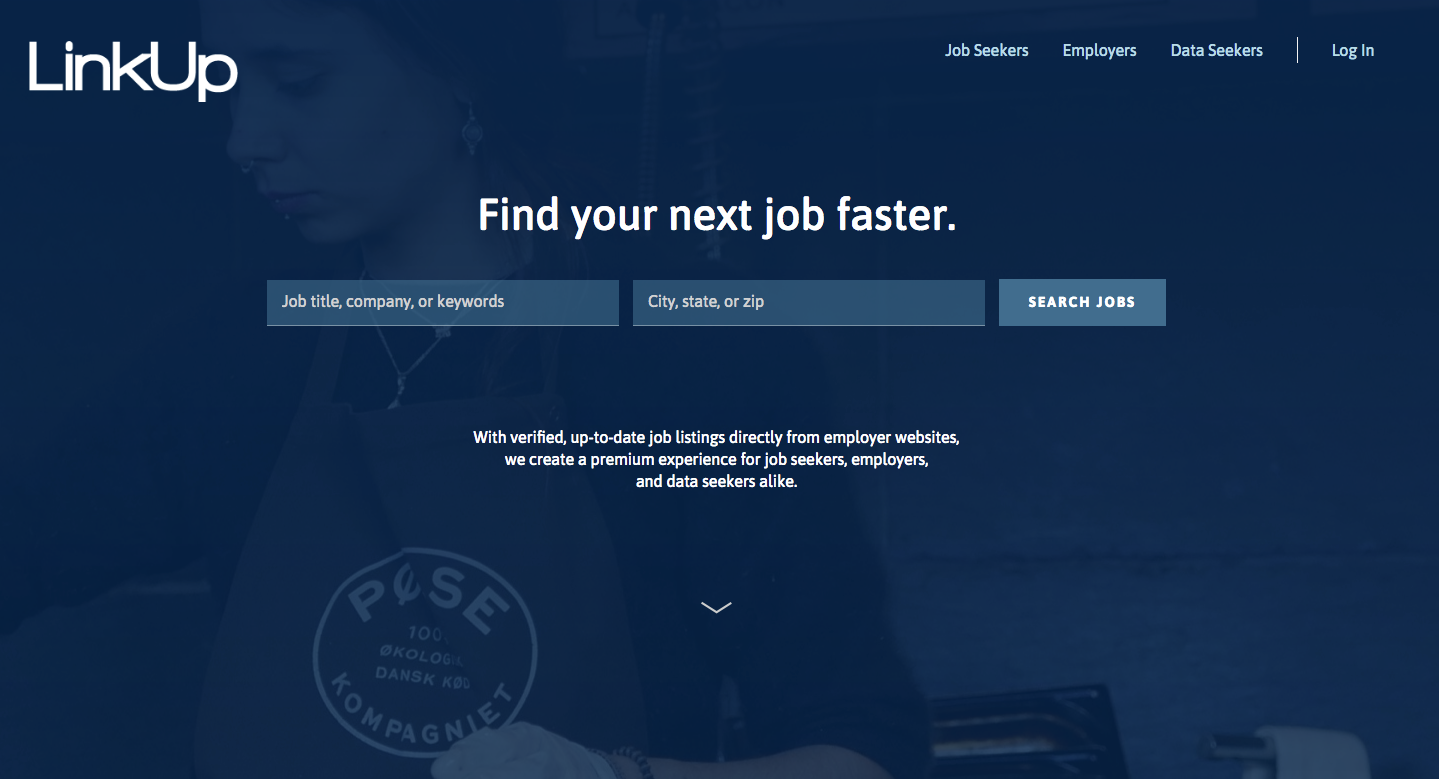 LinkUp
Job Seekers Employers Data Seekers Log In
Find your next job faster.
Job title, company, or keywords City, state, or zip SEARCH JOBS
With verified, up-to-date job listings directly from employer websites,
we create a premium experience for job seekers, employers,
and data seekers alike.
PØSE
100%
ØKOLOGISK
DANSK KØD
KOMPAGNIET